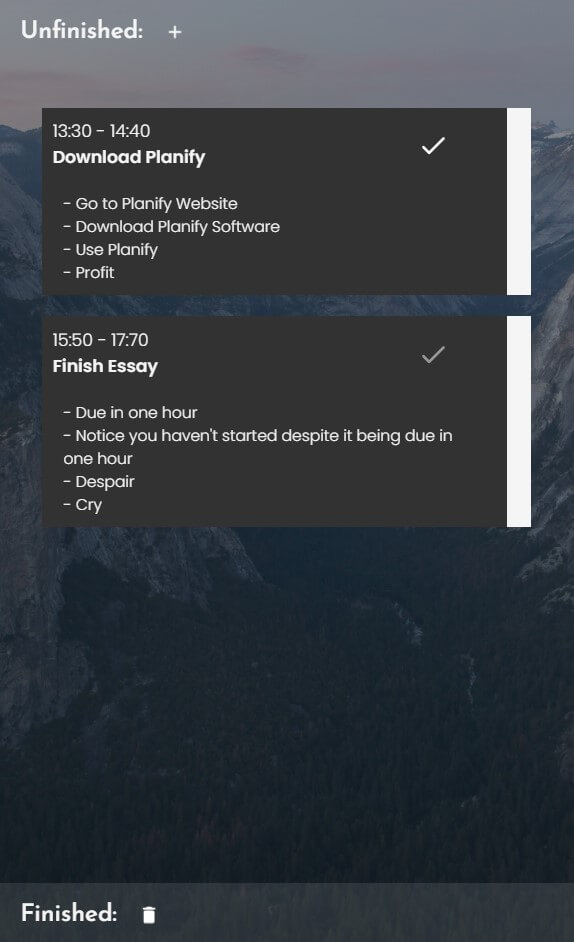 Unfinished: +
13:30 - 14:40
Download Planify
- Go to Planify Website
- Download Planify Software
- Use Planify
- Profit
15:50 - 17:70
Finish Essay
- Due in one hour
- Notice you haven't started despite it being due in
one hour
- Despair
- Cry
Finished: